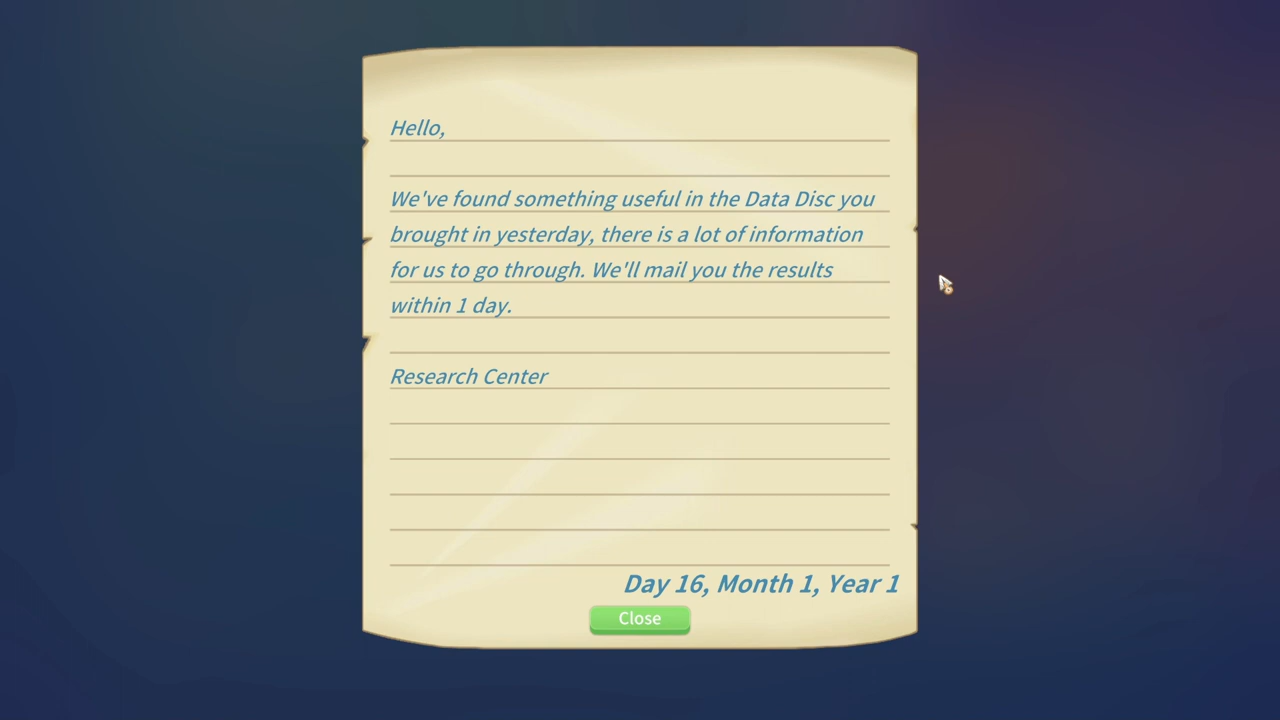 Hello,
We've found something useful in the Data Disc you
brought in yesterday, there is a lot of information
for us to go through. We'll mail you the results
within 1 day.
Research Center
Day 16, Month 1, Year 1
Close